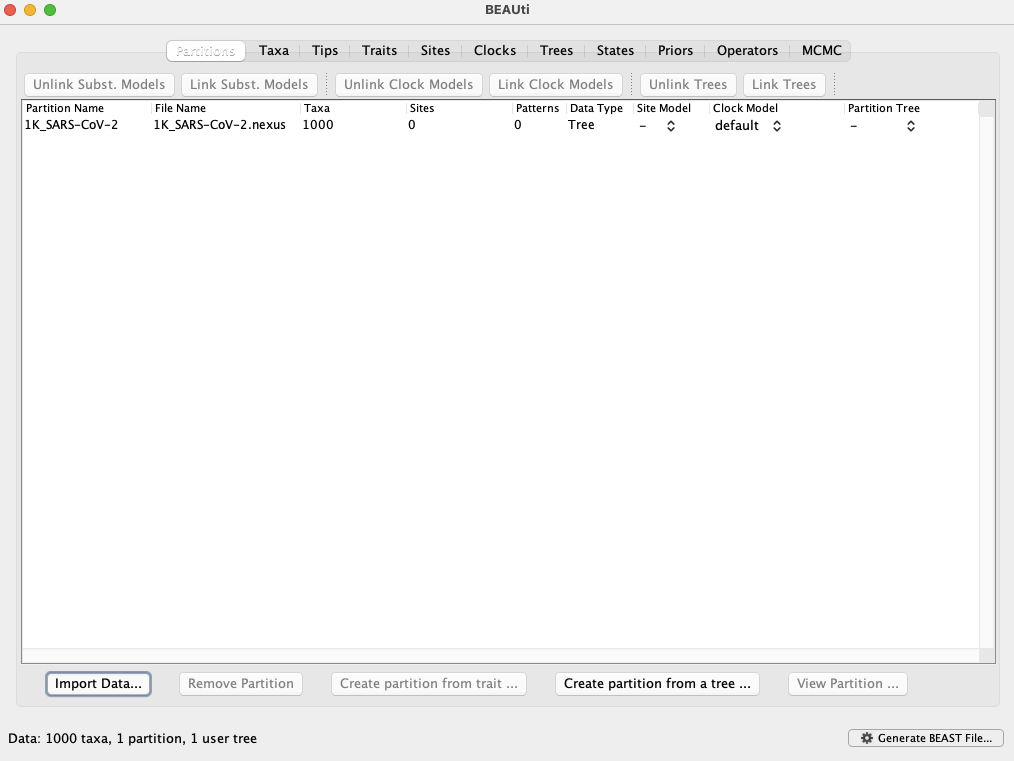 BEAUti
Partitions Taxa Tips Traits Sites Clocks Trees States Priors Operators MCMC
Unlink Subst. Models Link Subst. Models Unlink Clock Models Link Clock Models Unlink Trees Link Trees
Partition Name File Name Taxa Sites Patterns Data Type Site Model Clock Model Partition Tree
1K_SARS-CoV-2 1K_SARS-CoV-2.nexus 1000 0 0 Tree - default -
Import Data... Remove Partition Create partition from trait ... Create partition from a tree ... View Partition ...
Data: 1000 taxa, 1 partition, 1 user tree Generate BEAST File...